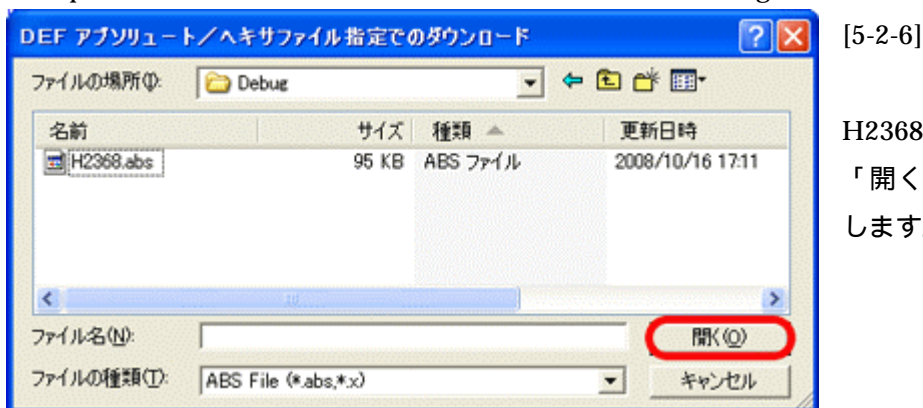 DEF アブソリュート/ヘキサファイル指定でのダウンロード
[5-2-6]
ファイルの場所(I):
Debug
名前 サイズ 種類 更新日時
H2368.abs 95 KB ABS ファイル 2008/10/16 17:11
H2368
「開く
します
ファイル名(N):
開く(O)
ファイルの種類(T):
ABS File (*.abs,*.x)
キャンセル